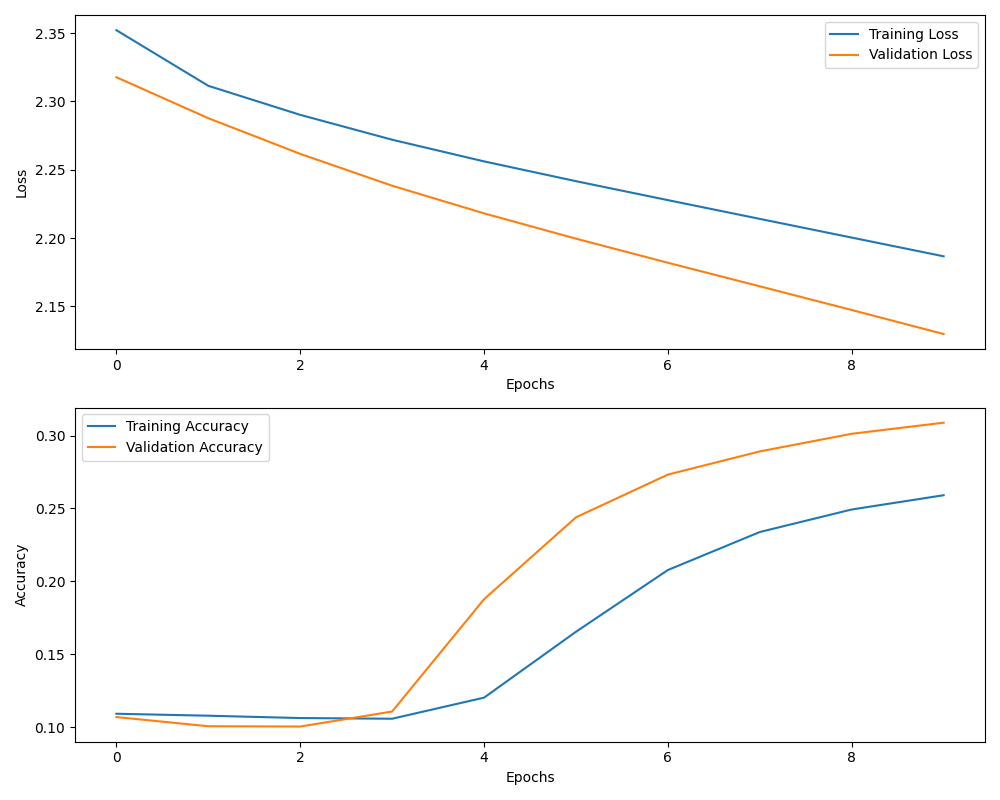 2.35
2.30
2.25
2.20
2.15
Loss
Training Loss
Validation Loss
0 2 4 6 8
Epochs
0.30
0.25
0.20
0.15
0.10
Accuracy
Training Accuracy
Validation Accuracy
0 2 4 6 8
Epochs